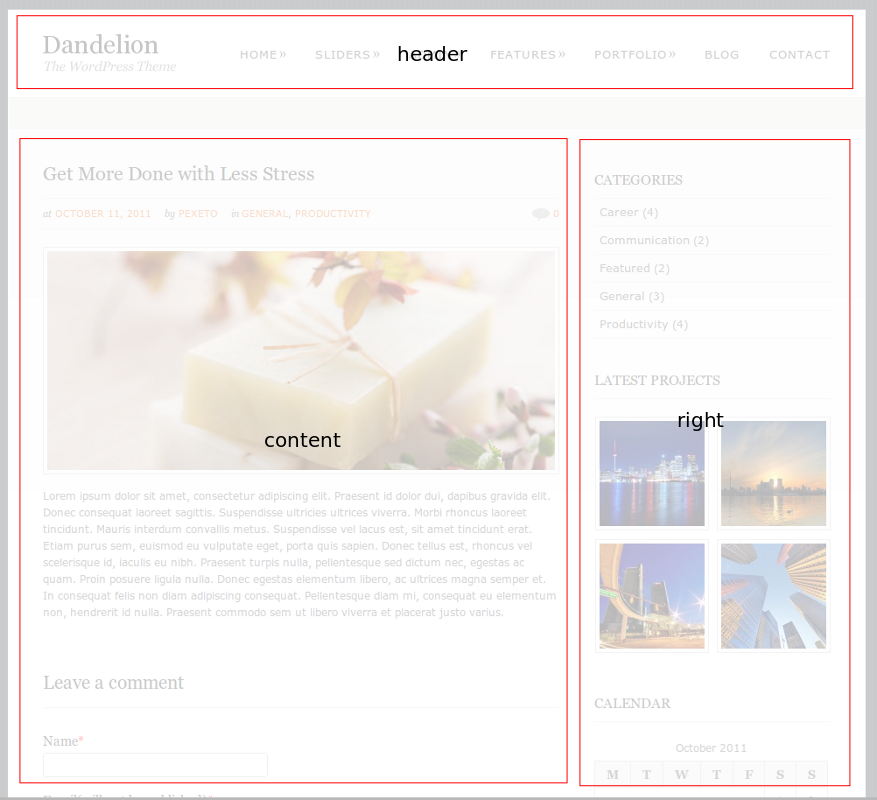 Dandelion
The WordPress Theme
HOME »
SLIDERS »
header
FEATURES »
PORTFOLIO »
BLOG
CONTACT
Get More Done with Less Stress
at OCTOBER 11, 2011 by PEXETO in GENERAL, PRODUCTIVITY 0
content
Lorem ipsum dolor sit amet, consectetur adipiscing elit. Praesent id dolor dui, dapibus gravida elit.
Donec consequat laoreet sagittis. Suspendisse ultricies ultrices viverra. Morbi rhoncus laoreet
tincidunt. Mauris interdum convallis metus. Suspendisse vel lacus est, sit amet tincidunt erat.
Etiam purus sem, euismod eu vulputate eget, porta quis sapien. Donec tellus est, rhoncus vel
scelerisque id, iaculis eu nibh. Praesent turpis nulla, pellentesque sed dictum nec, egestas ac
quam. Proin posuere ligula nulla. Donec egestas elementum libero, ac ultrices magna semper et.
In consequat felis non diam adipiscing consequat. Pellentesque diam mi, consequat eu elementum
non, hendrerit id nulla. Praesent commodo sem ut libero viverra et placerat justo varius.
Leave a comment
Name*
CATEGORIES
Career (4)
Communication (2)
Featured (2)
General (3)
Productivity (4)
LATEST PROJECTS
right
CALENDAR
October 2011
M T W T F S S